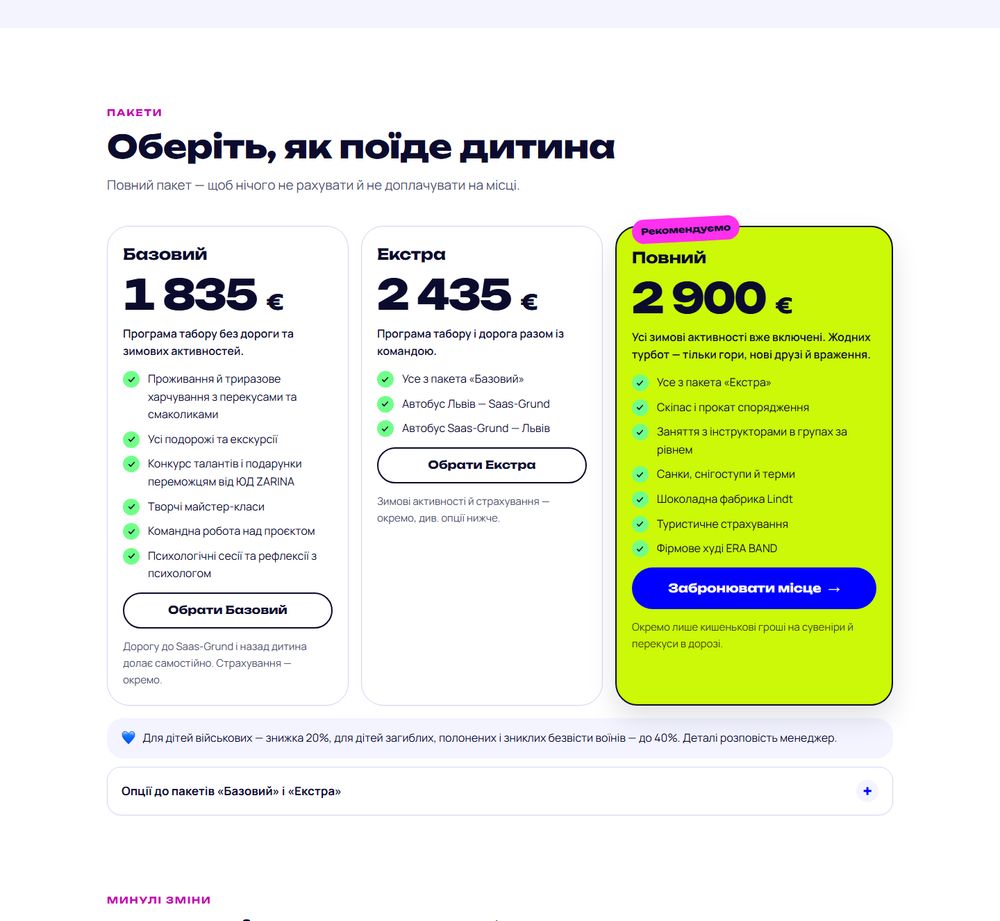 ПАКЕТИ
Оберіть, як поїде дитина
Повний пакет — щоб нічого не рахувати й не доплачувати на місці.
Базовий
1 835 €
Програма табору без дороги та
зимових активностей.
Проживання й триразове
харчування з перекусами та
смаколиками
Усі подорожі та екскурсії
Конкурс талантів і подарунки
переможцям від ЮД ZARINA
Творчі майстер-класи
Командна робота над проєктом
Психологічні сесії та рефлексії з
психологом
Обрати Базовий
Дорогу до Saas-Grund і назад дитина
долає самостійно. Страхування —
окремо.
Екстра
2 435 €
Програма табору і дорога разом із
командою.
Усе з пакета «Базовий»
Автобус Львів — Saas-Grund
Автобус Saas-Grund — Львів
Обрати Екстра
Зимові активності й страхування —
окремо, див. опції нижче.
Рекомендуємо
Повний
2 900 €
Усі зимові активності вже включені. Жодних
турбот — тільки гори, нові друзі й враження.
Усе з пакета «Екстра»
Скіпас і прокат спорядження
Заняття з інструкторами в групах за
рівнем
Санки, снігоступи й терми
Шоколадна фабрика Lindt
Туристичне страхування
Фірмове худі ERA BAND
Забронювати місце →
Окремо лише кишенькові гроші на сувеніри й
перекуси в дорозі.
💙 Для дітей військових — знижка 20%, для дітей загиблих, полонених і зниклих безвісти воїнів — до 40%. Деталі розповість менеджер.
Опції до пакетів «Базовий» і «Екстра»
+
МИНУЛІ ЗМІНИ